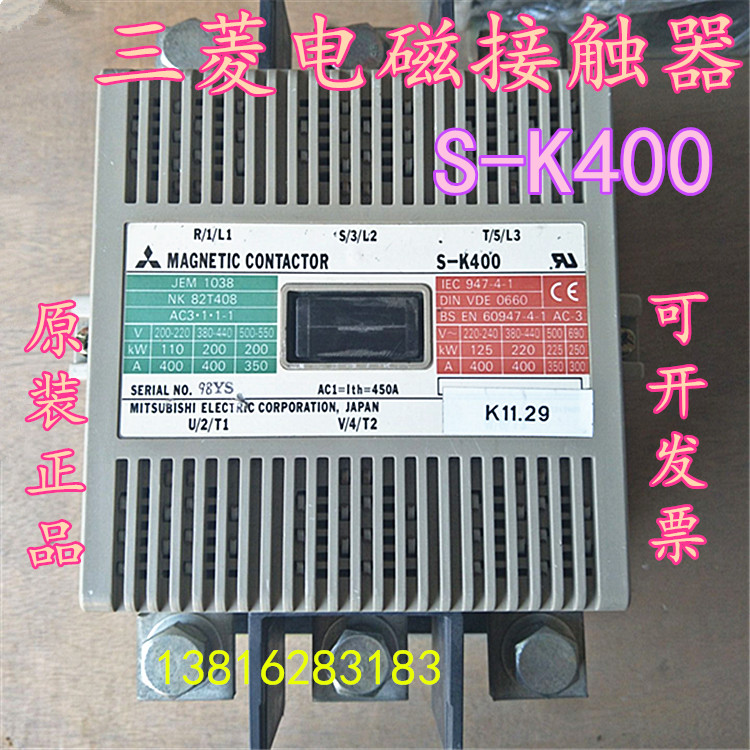 三菱电磁接触器
S-K400
R/1/L1 S/3/L2 T/5/L3
MAGNETIC CONTACTOR S-K400
JEM 1038
NK 82T408
AC3·1·1-1
V 200-220 380-440 500-550
kW 110 200 200
A 400 400 350
IEC 947-4-1
DIN VDE 0660
BS EN 60947-4-1 AC-3
CE
V~ 220-240 380-440 500 690
kW 125 220 225 250
A 400 400 350 300
SERIAL NO. 98YS AC1=Ith=450A
MITSUBISHI ELECTRIC CORPORATION, JAPAN
K11.29
U/2/T1 V/4/T2
原装正品
可开发票
13816283183